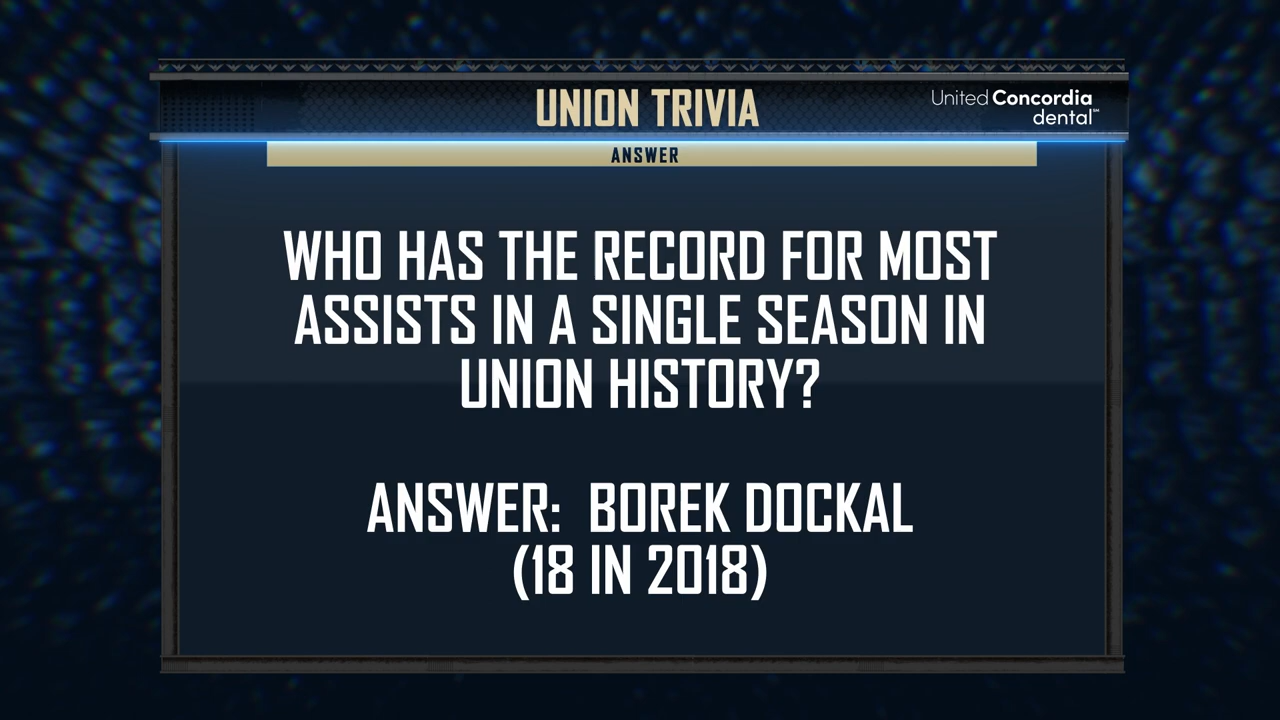 UNION TRIVIA
United Concordia
dental℠
ANSWER
WHO HAS THE RECORD FOR MOST
ASSISTS IN A SINGLE SEASON IN
UNION HISTORY?
ANSWER: BOREK DOCKAL
(18 IN 2018)